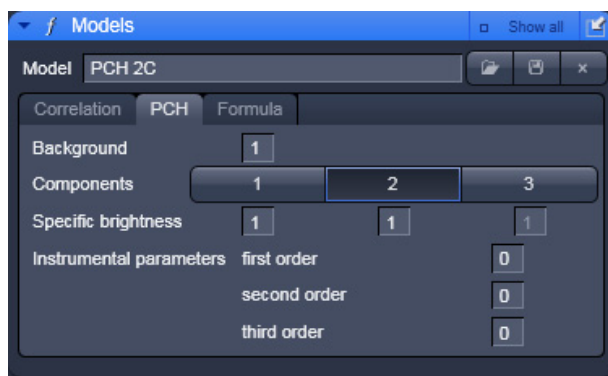 f Models Show all
Model PCH 2C ×
Correlation PCH Formula
Background 1
Components 1 2 3
Specific brightness 1 1 1
Instrumental parameters first order 0
second order 0
third order 0